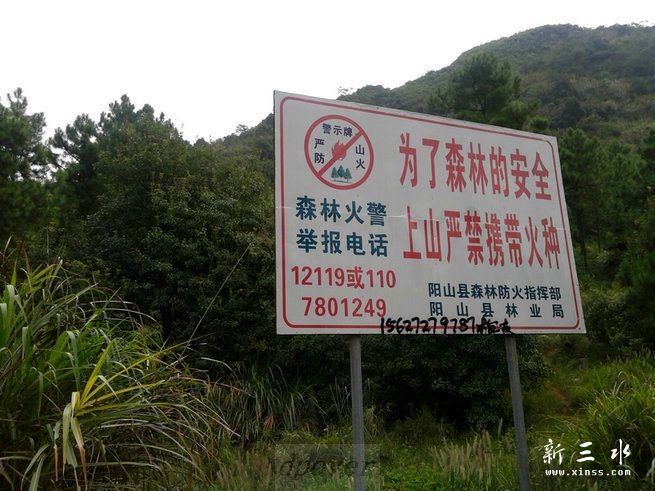 警示牌
严防山火
为了森林的安全
上山严禁携带火种
森林火警
举报电话
12119或110
7801249
阳山县森林防火指挥部
阳山县林业局
新三水
www.xinss.com